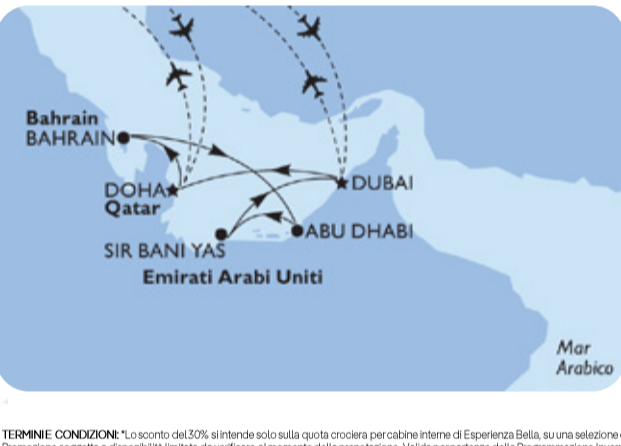 Bahrain
BAHRAIN
DOHA
Qatar
DUBAI
ABU DHABI
SIR BANI YAS
Emirati Arabi Uniti
Mar
Arabico
TERMINI E CONDIZIONI: *Lo sconto del 30% si intende solo sulla quota crociera per cabine interne di Esperienza Bella, su una selezione